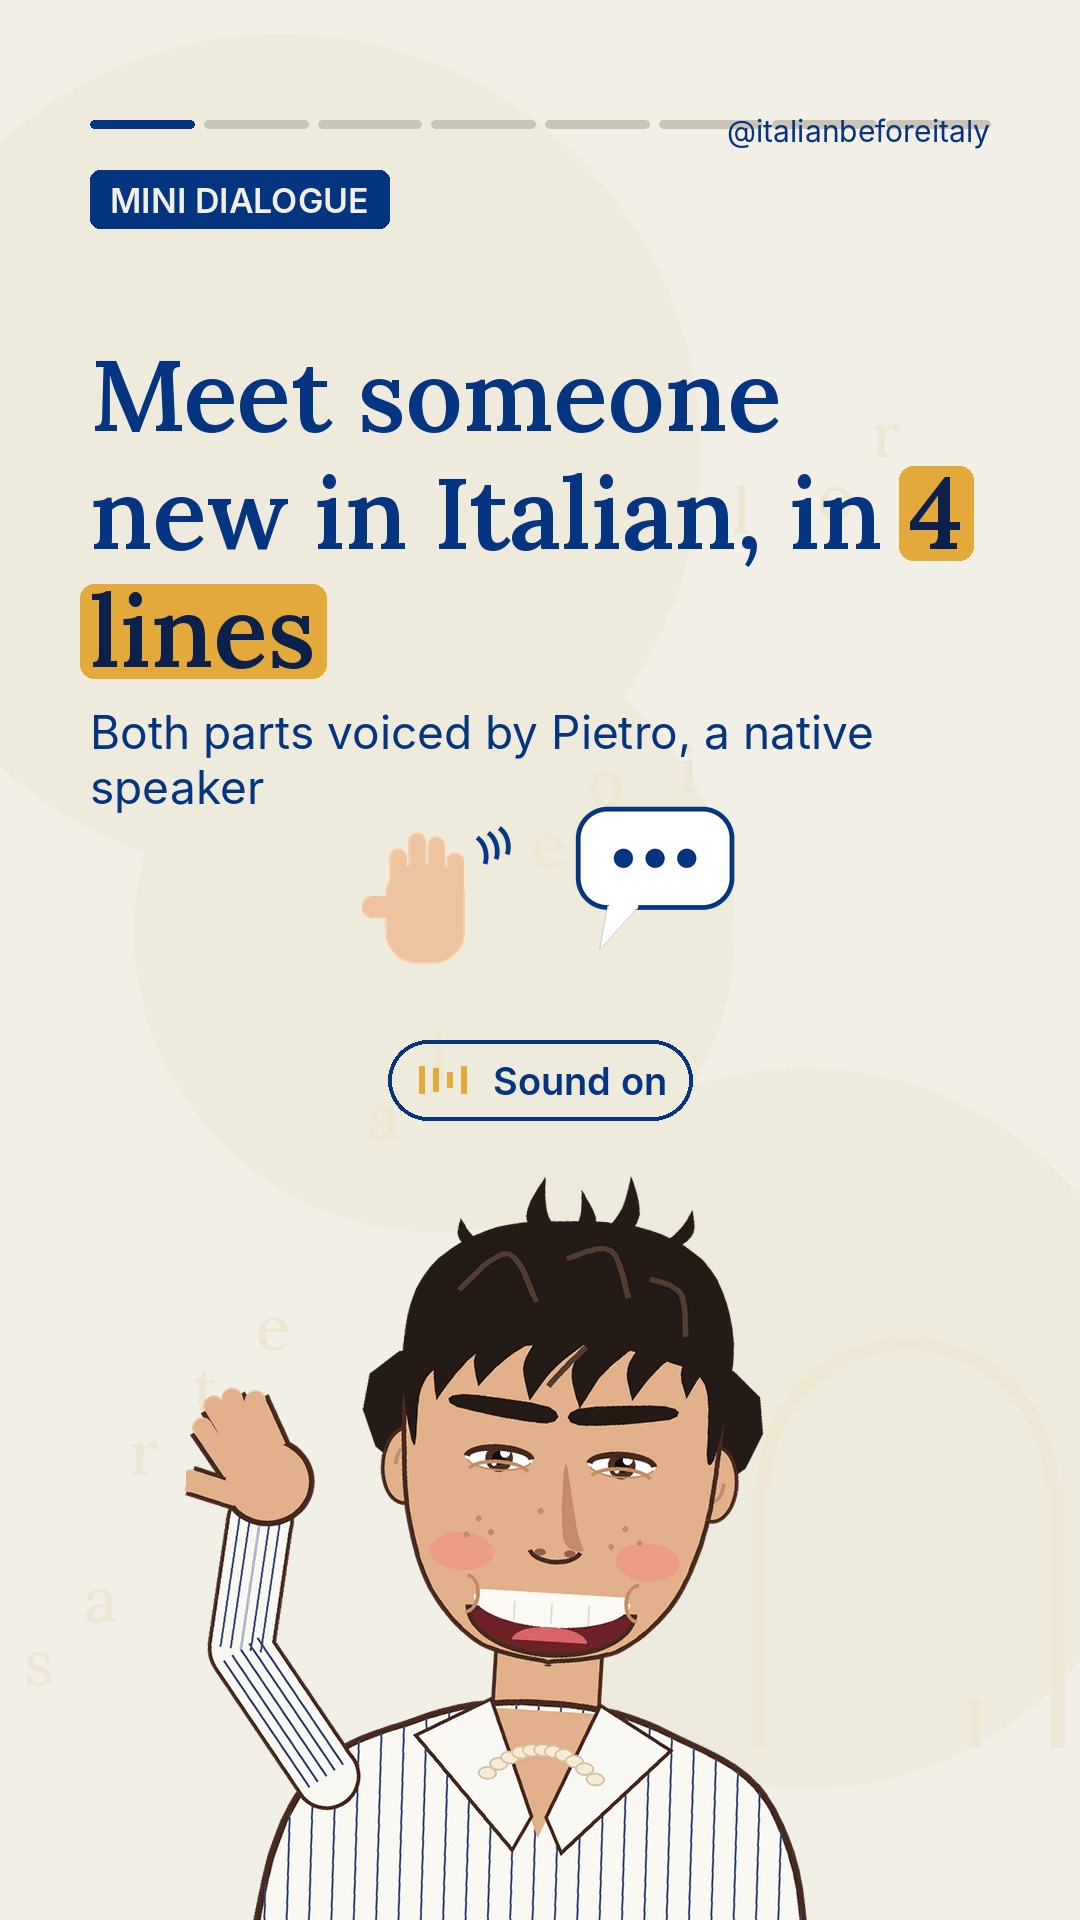 @italianbeforeitaly
MINI DIALOGUE
Meet someone
new in Italian, in 4
lines
Both parts voiced by Pietro, a native
speaker
Sound on
r
l e
o i
e
l
a
e
t
r
a
s
l